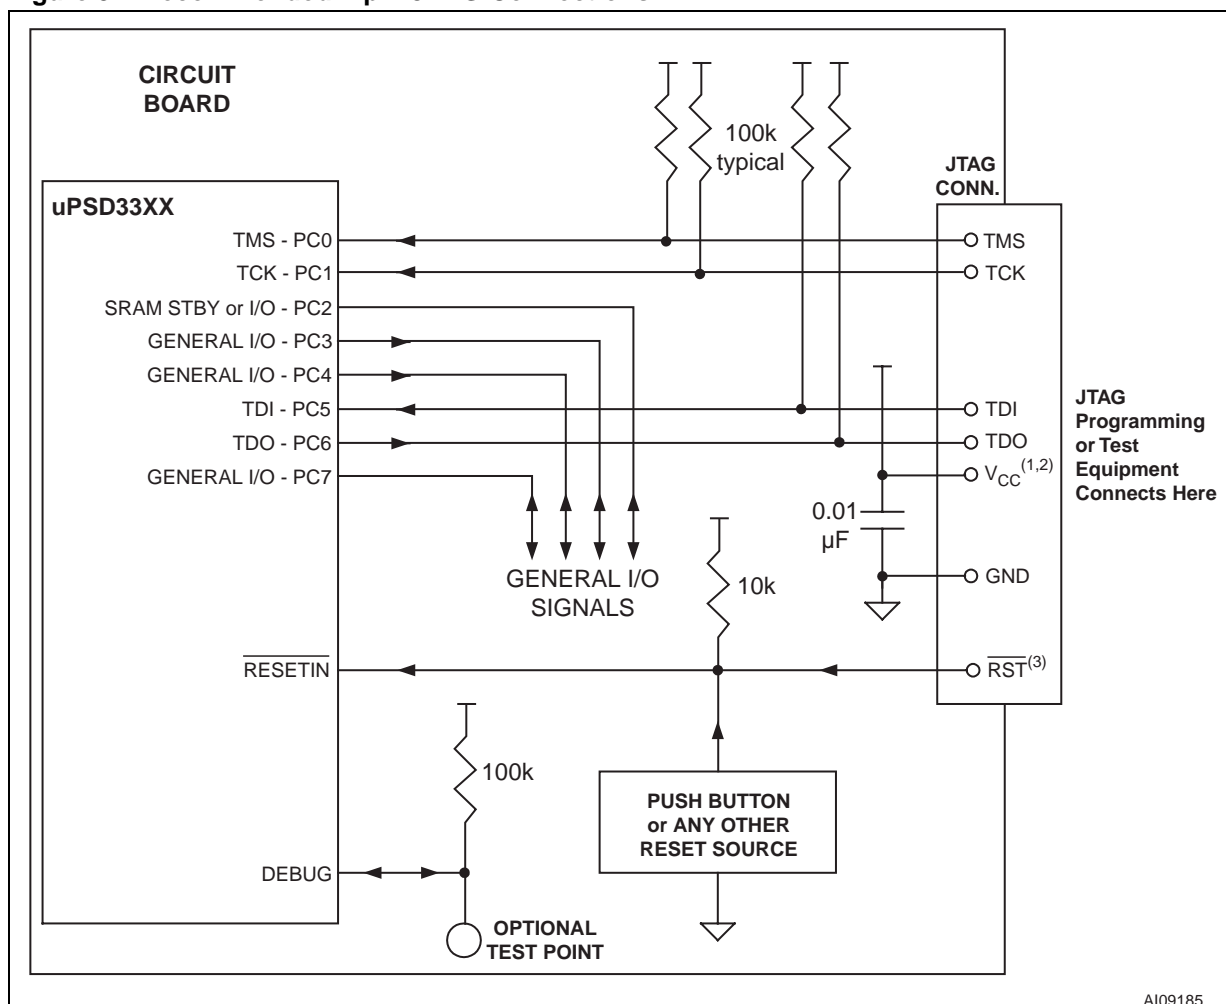 CIRCUIT
BOARD
100k
typical
JTAG
CONN.
uPSD33XX
TMS - PC0
TMS
TCK - PC1
TCK
SRAM STBY or I/O - PC2
GENERAL I/O - PC3
GENERAL I/O - PC4
TDI - PC5
TDI
TDO - PC6
TDO
GENERAL I/O - PC7
VCC(1,2)
JTAG
Programming
or Test
Equipment
Connects Here
0.01
µF
GENERAL I/O
SIGNALS
10k
GND
RESETIN
RST(3)
100k
PUSH BUTTON
or ANY OTHER
RESET SOURCE
DEBUG
OPTIONAL
TEST POINT
AI09185